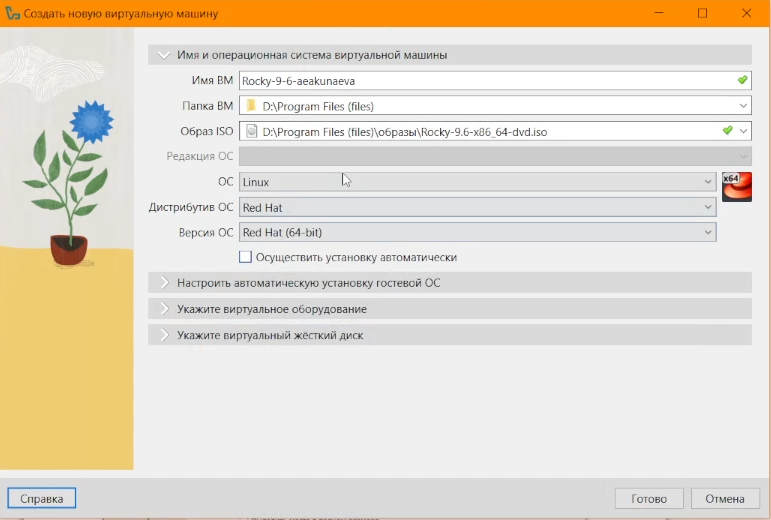 Создать новую виртуальную машину
Имя и операционная система виртуальной машины
Имя ВМ Rocky-9-6-aeakunaeva
Папка ВМ D:\Program Files (files)
Образ ISO D:\Program Files (files)\образы\Rocky-9.6-x86_64-dvd.iso
Редакция ОС
ОС Linux x64
Дистрибутив ОС Red Hat
Версия ОС Red Hat (64-bit)
Осуществить установку автоматически
Настроить автоматическую установку гостевой ОС
Укажите виртуальное оборудование
Укажите виртуальный жёсткий диск
Справка Готово Отмена